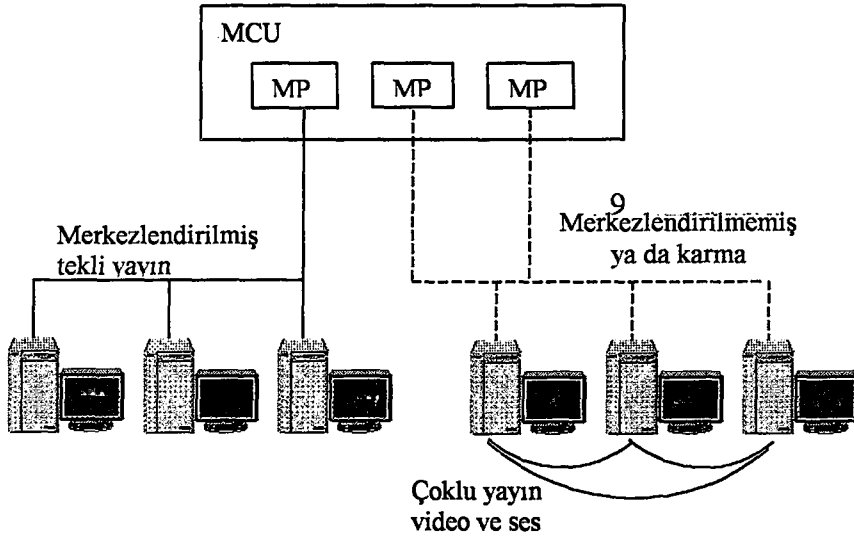 MCU
MP MP MP
9
Merkezlendirilmiş
tekli yayın
Merkezlendirilmemiş
ya da karma
Çoklu yayın
video ve ses